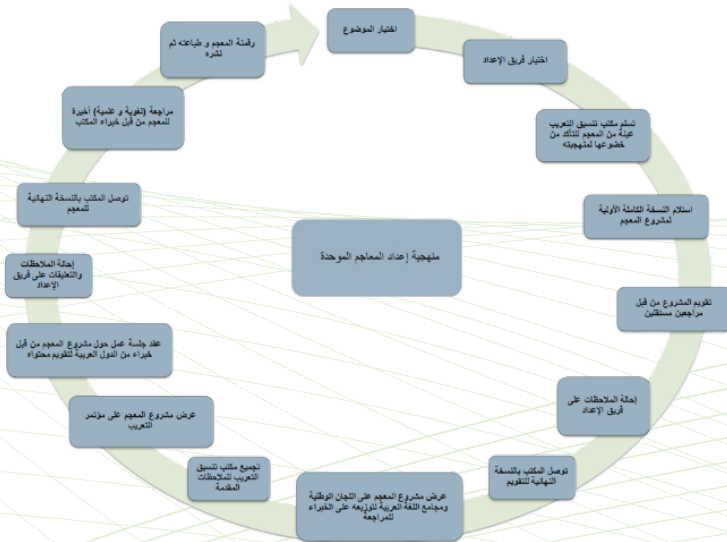 اختيار الموضوع
اختيار فريق الإعداد
تسلم مكتب تنسيق التعريب
عينة من المعجم للتأكد من
خضوعها لمنهجيته
استلام النسخة الكاملة الأولية
لمشروع المعجم
تقويم المشروع من قبل
مراجعين مستقلين
إحالة الملاحظات على
فريق الإعداد
توصل المكتب بالنسخة
النهائية للتقويم
عرض مشروع المعجم على اللجان الوطنية
ومجامع اللغة العربية لتوزيعه على الخبراء
للمراجعة
تجميع مكتب تنسيق
التعريب للملاحظات
المقدمة
عرض مشروع المعجم على مؤتمر
التعريب
عقد جلسة عمل حول مشروع المعجم من قبل
خبراء من الدول العربية لتقويم محتواه
إحالة الملاحظات
والتعليقات على فريق
الإعداد
توصل المكتب بالنسخة النهائية
للمعجم
مراجعة (لغوية و علمية) أخيرة
للمعجم من قبل خبراء المكتب
رقمنة المعجم و طباعته ثم
نشره
منهجية إعداد المعاجم الموحدة